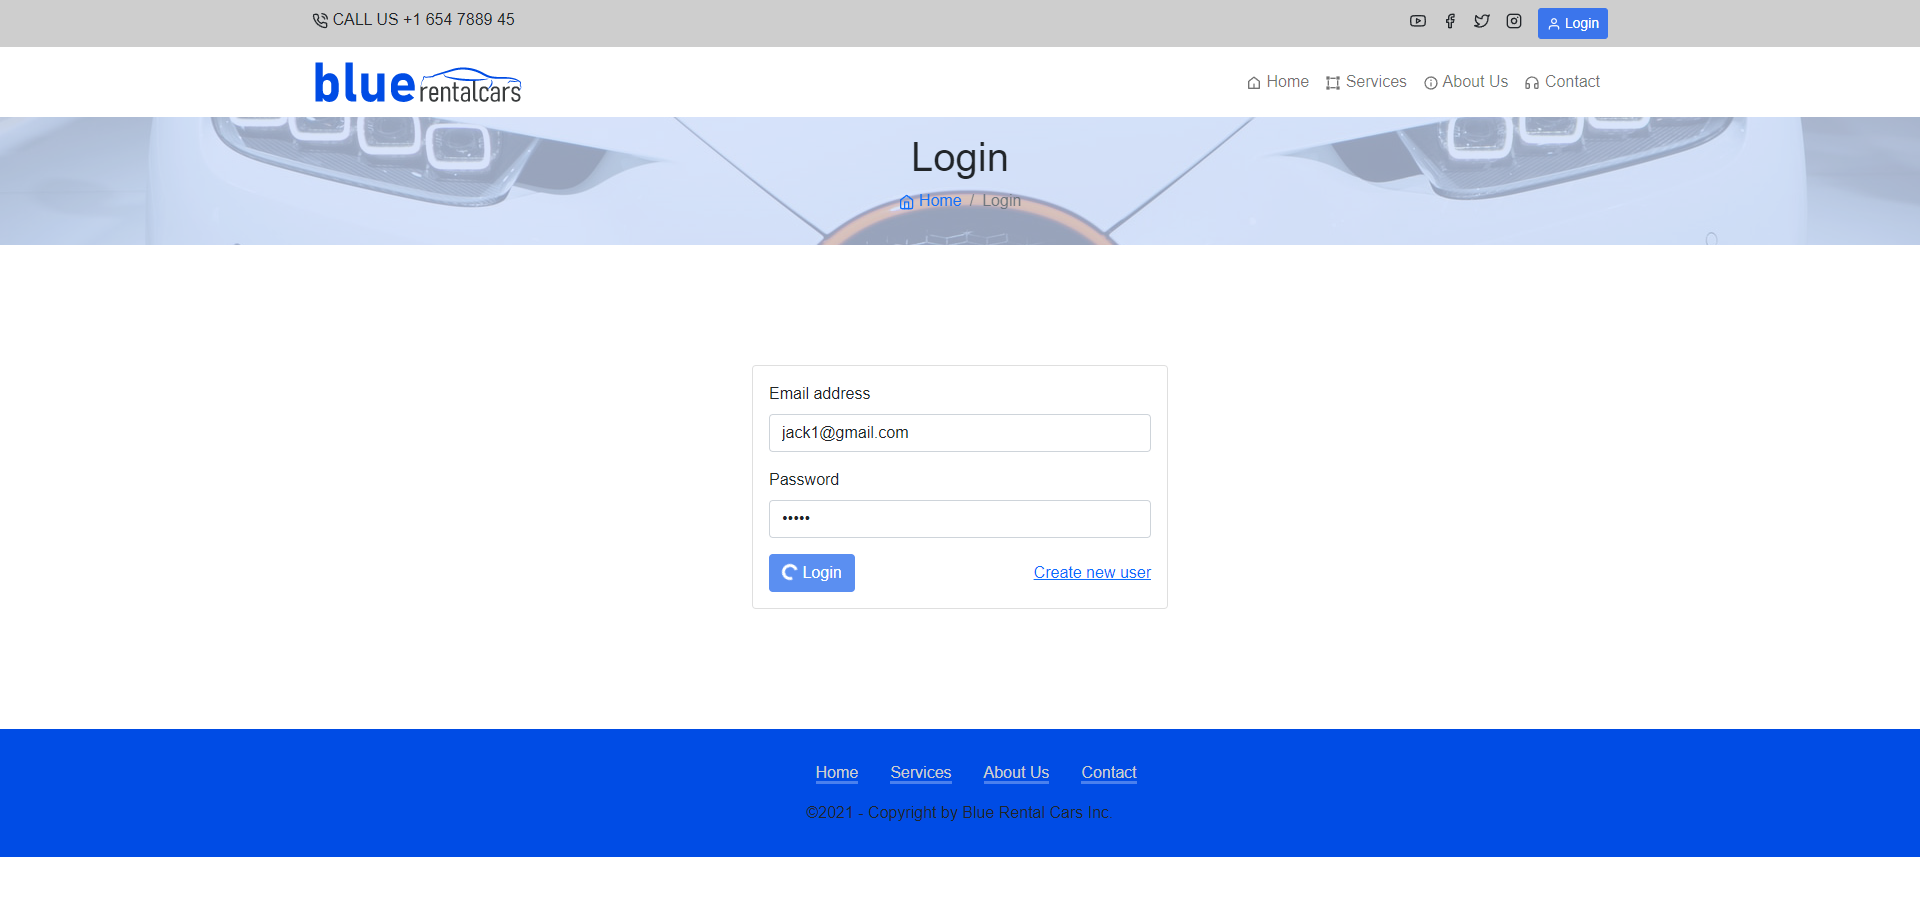 CALL US +1 654 7889 45
Login
blue rentalcars
Home Services About Us Contact
Login
Home / Login
Email address
jack1@gmail.com
Password
•••••
Login Create new user
Home Services About Us Contact
©2021 - Copyright by Blue Rental Cars Inc.